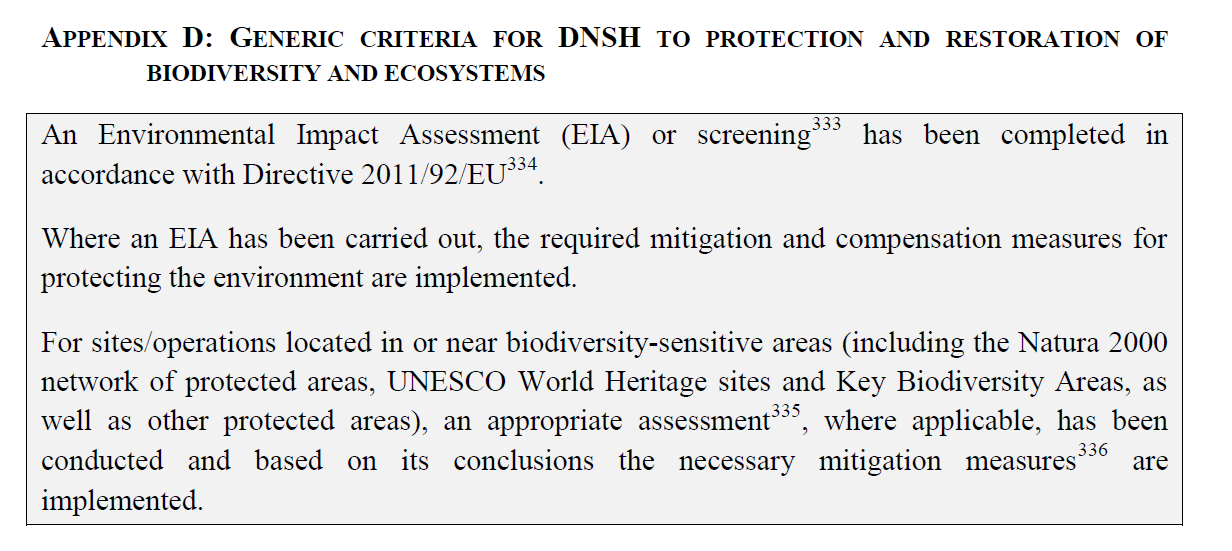 APPENDIX D: GENERIC CRITERIA FOR DNSH TO PROTECTION AND RESTORATION OF
BIODIVERSITY AND ECOSYSTEMS
An Environmental Impact Assessment (EIA) or screening333 has been completed in
accordance with Directive 2011/92/EU334.
Where an EIA has been carried out, the required mitigation and compensation measures for
protecting the environment are implemented.
For sites/operations located in or near biodiversity-sensitive areas (including the Natura 2000
network of protected areas, UNESCO World Heritage sites and Key Biodiversity Areas, as
well as other protected areas), an appropriate assessment335, where applicable, has been
conducted and based on its conclusions the necessary mitigation measures336 are
implemented.